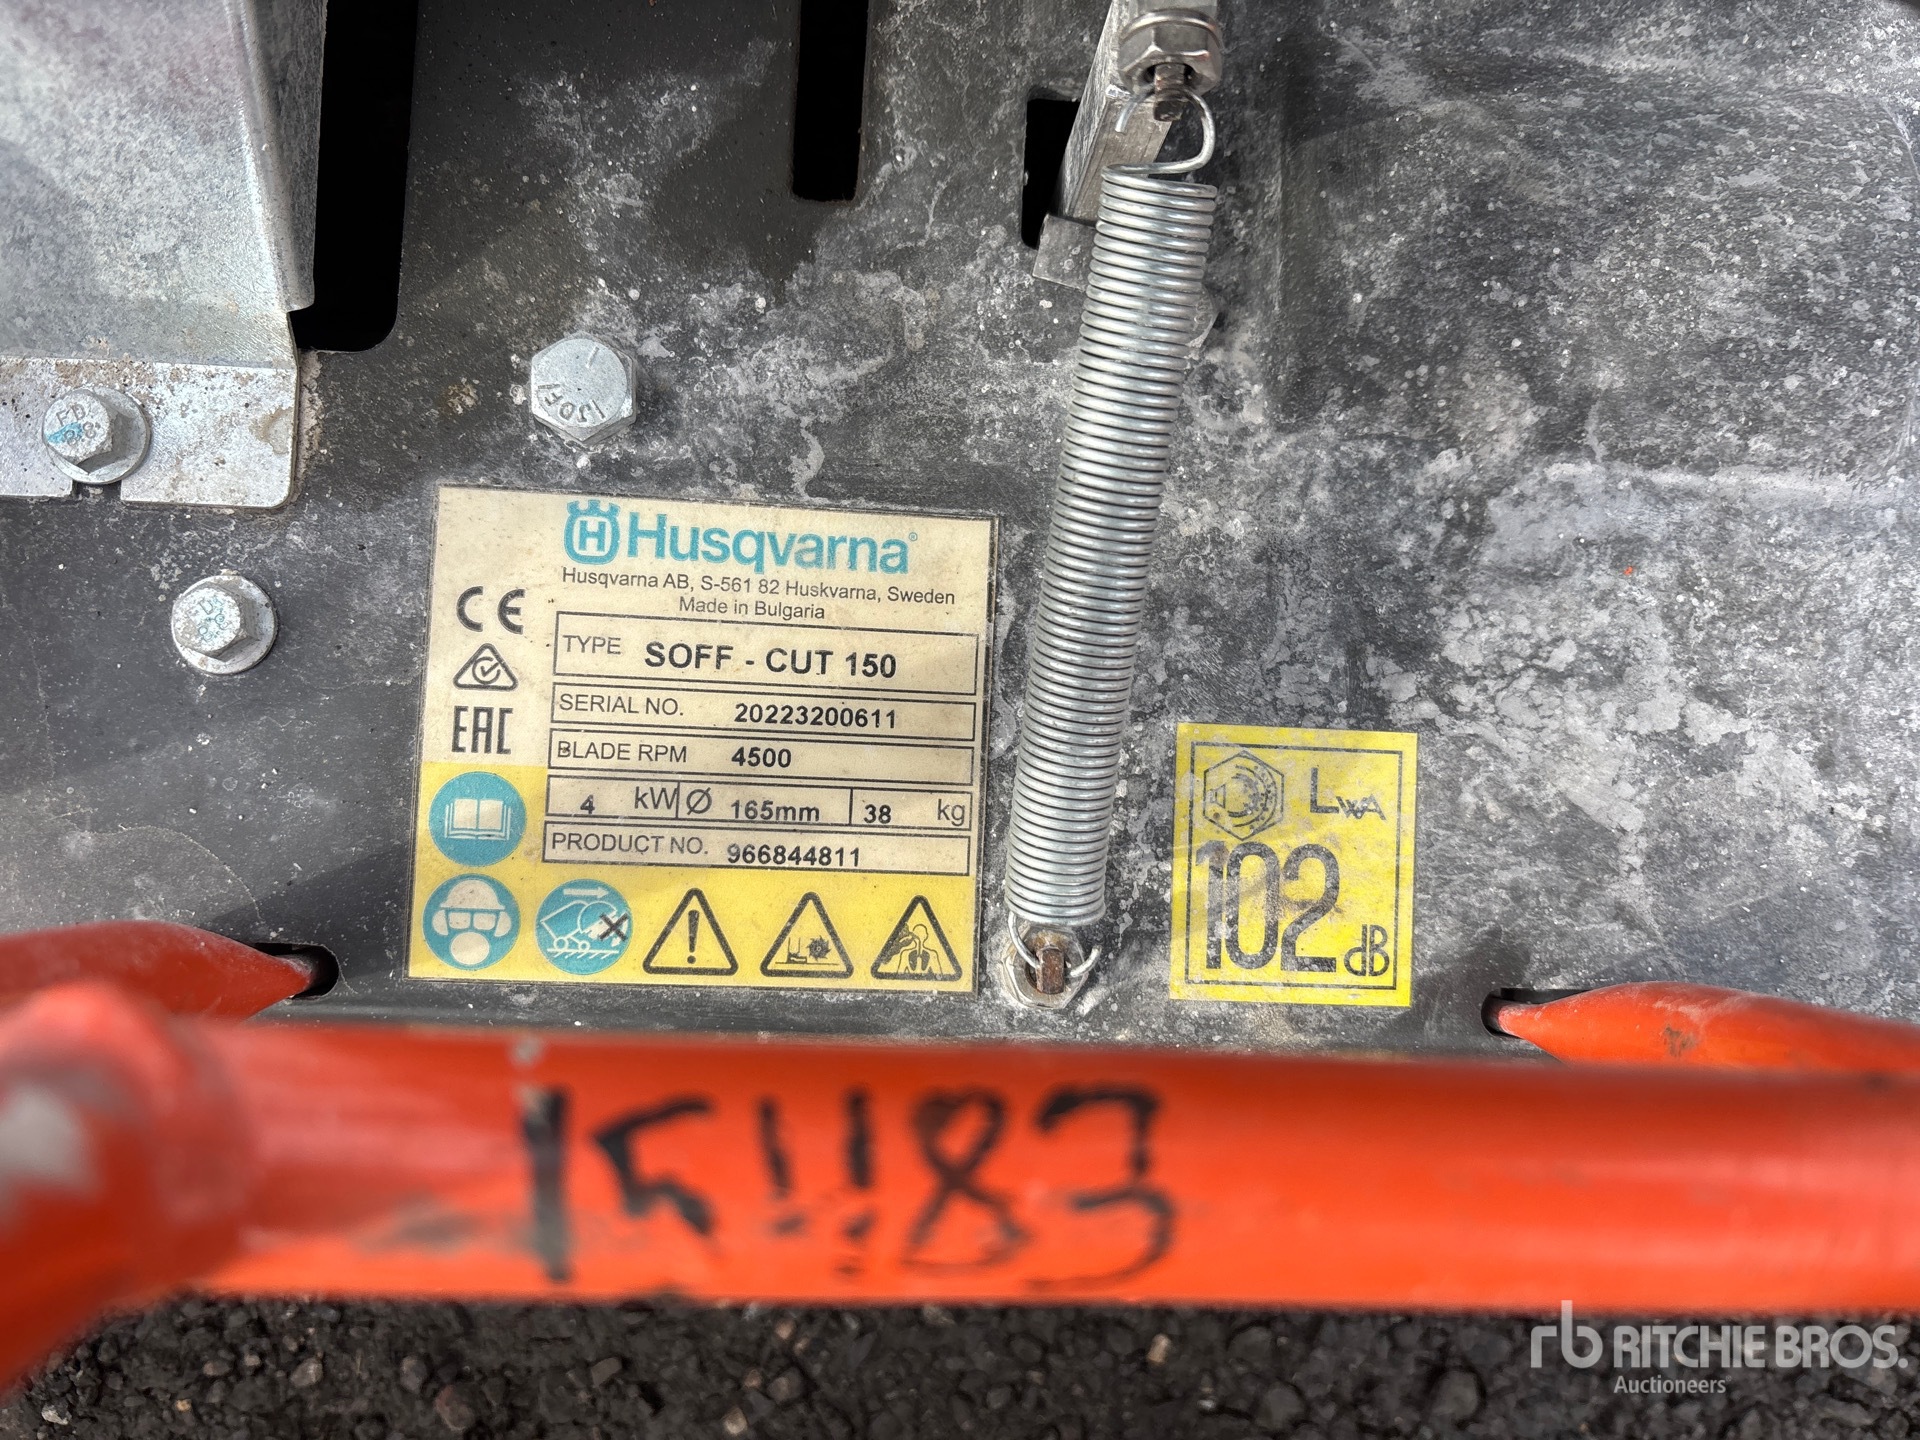 Husqvarna®
Husqvarna AB, S-561 82 Huskvarna, Sweden
Made in Bulgaria
CE
EAC
TYPE SOFF - CUT 150
SERIAL NO. 20223200611
BLADE RPM 4500
4 kW Ø 165mm 38 kg
PRODUCT NO. 966844811
LWA
102 dB
rb RITCHIE BROS.
Auctioneers